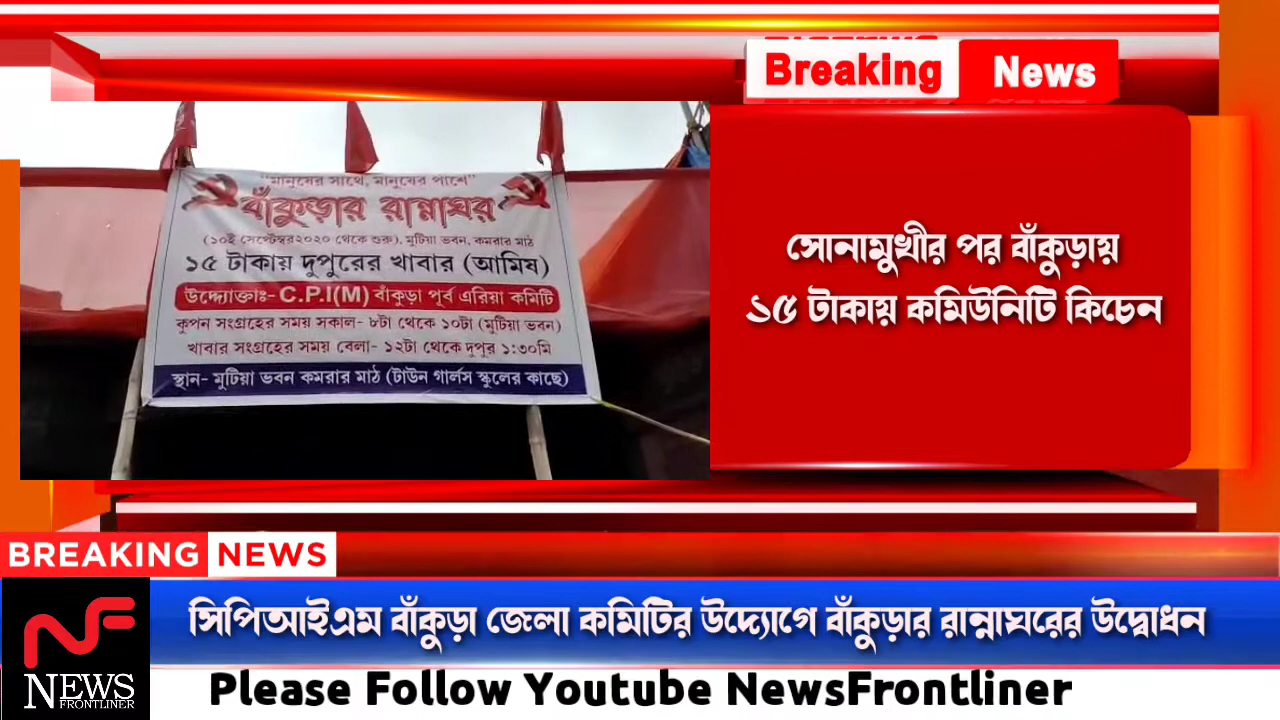 Breaking News
"মানুষের সাথে, মানুষের পাশে"
বাঁকুড়ার রান্নাঘর
(১০ই সেপ্টেম্বর২০২০ থেকে শুরু), মুটিয়া ভবন, কমরার মাঠ
১৫ টাকায় দুপুরের খাবার (আমিষ)
উদ্দ্যোক্তাঃ- C.P.I(M) বাঁকুড়া পূর্ব এরিয়া কমিটি
কুপন সংগ্রহের সময় সকাল- ৮টা থেকে ১০টা (মুটিয়া ভবন)
খাবার সংগ্রহের সময় বেলা- ১২টা থেকে দুপুর ১:৩০মি
স্থান- মুটিয়া ভবন কমরার মাঠ (টাউন গার্লস স্কুলের কাছে)
সোনামুখীর পর বাঁকুড়ায়
১৫ টাকায় কমিউনিটি কিচেন
BREAKING NEWS
সিপিআইএম বাঁকুড়া জেলা কমিটির উদ্যোগে বাঁকুড়ার রান্নাঘরের উদ্বোধন
NEWS
FRONTLINER
Please Follow Youtube NewsFrontliner